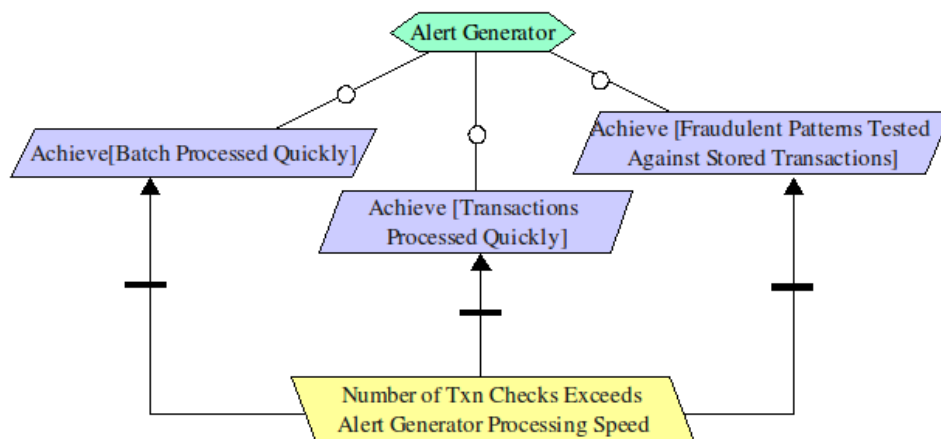 Alert Generator
Achieve[Batch Processed Quickly]
Achieve [Transactions
Processed Quickly]
Achieve [Fraudulent Patterns Tested
Against Stored Transactions]
Number of Txn Checks Exceeds
Alert Generator Processing Speed